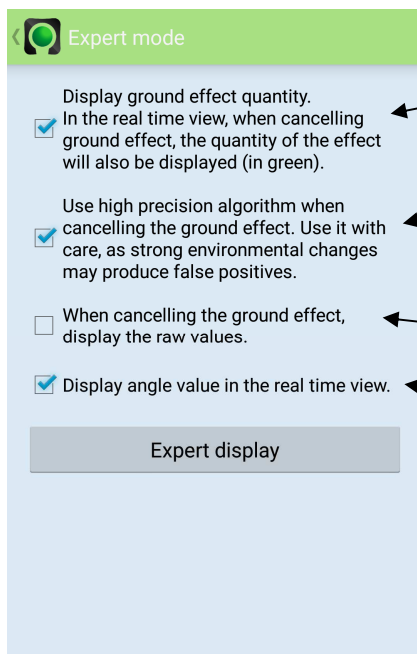 Expert mode
Display ground effect quantity.
In the real time view, when cancelling
ground effect, the quantity of the effect
will also be displayed (in green).
Use high precision algorithm when
cancelling the ground effect. Use it with
care, as strong environmental changes
may produce false positives.
When cancelling the ground effect,
display the raw values.
Display angle value in the real time view.
Expert display